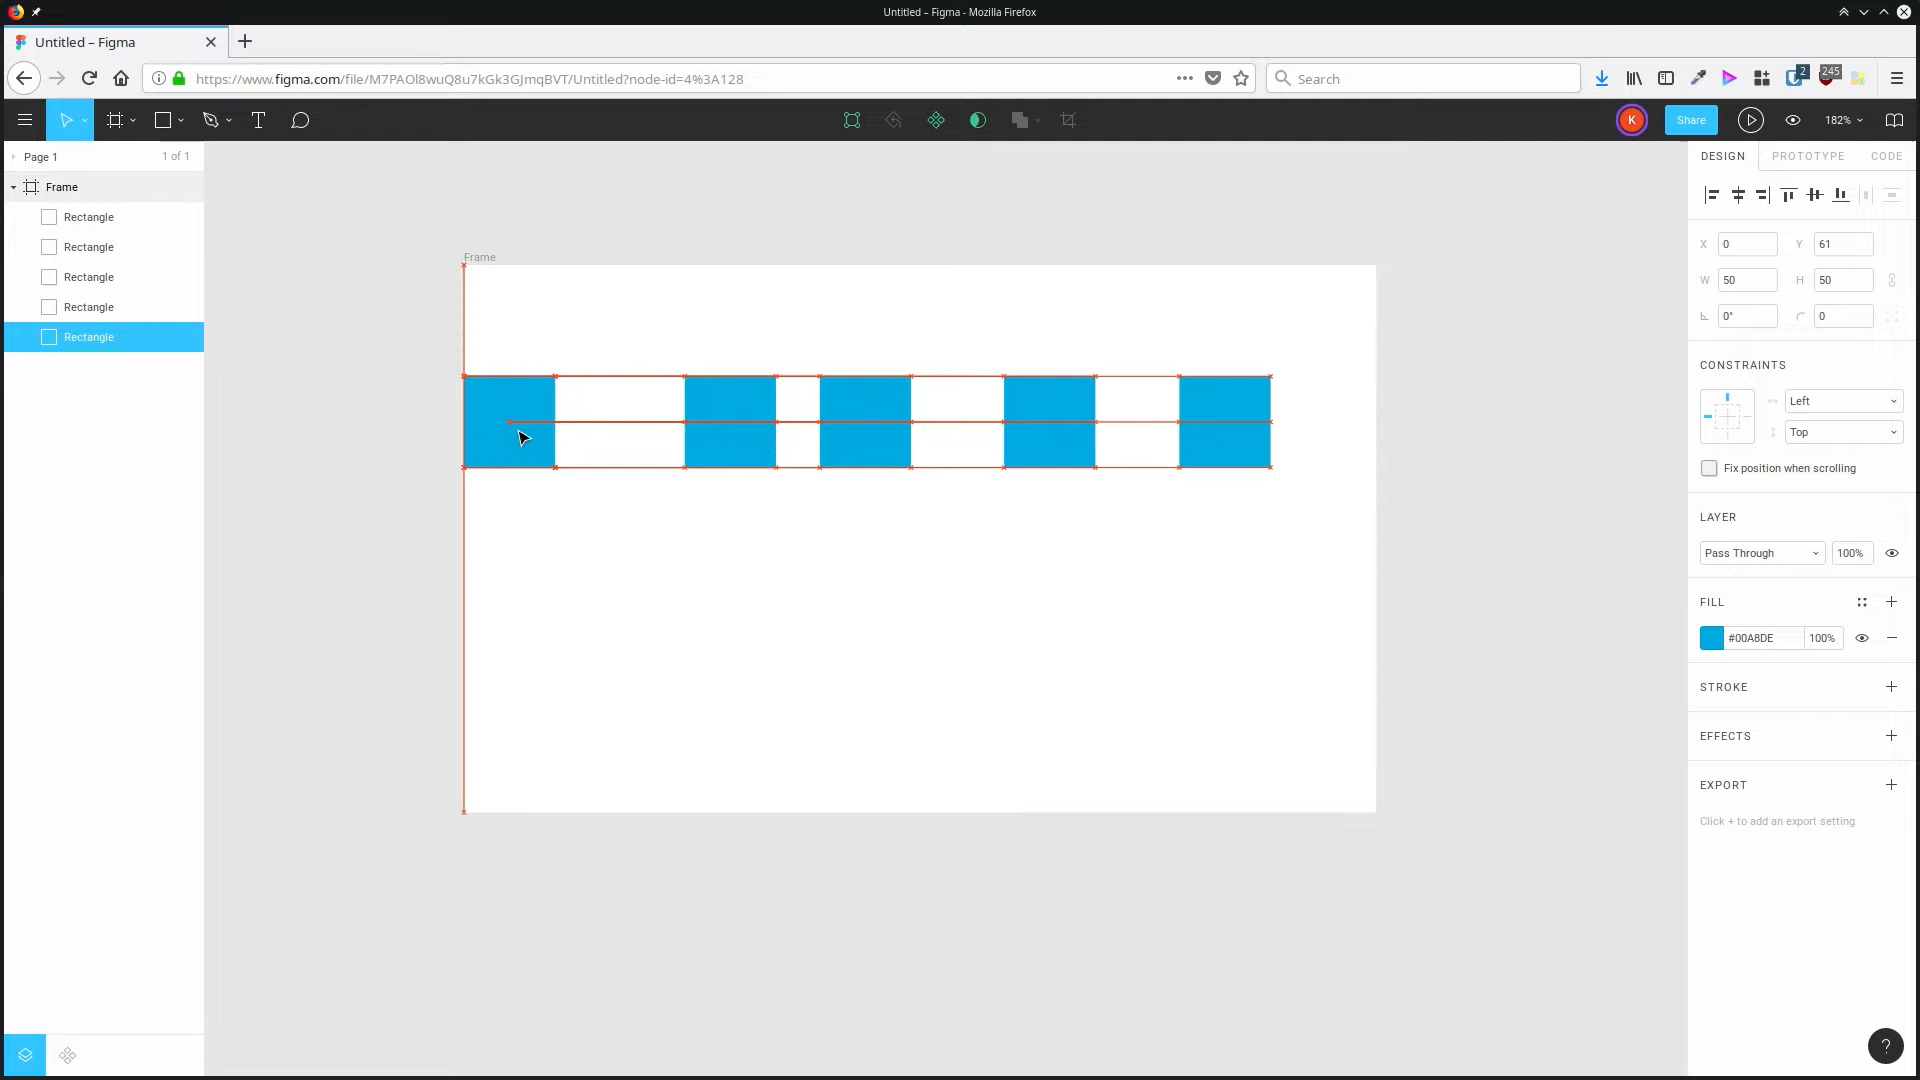 Untitled – Figma - Mozilla Firefox
Untitled – Figma
https://www.figma.com/file/M7PAOl8wuQ8u7kGk3GJmqBVT/Untitled?node-id=4%3A128
Search
2
245
K
Share
182%
Page 1
1 of 1
DESIGN
PROTOTYPE
CODE
Frame
Rectangle
Rectangle
Rectangle
Rectangle
Rectangle
Frame
X
0
Y
61
W
50
H
50
0°
0
CONSTRAINTS
Left
Top
Fix position when scrolling
LAYER
Pass Through
100%
FILL
#00A8DE
100%
STROKE
EFFECTS
EXPORT
Click + to add an export setting
?